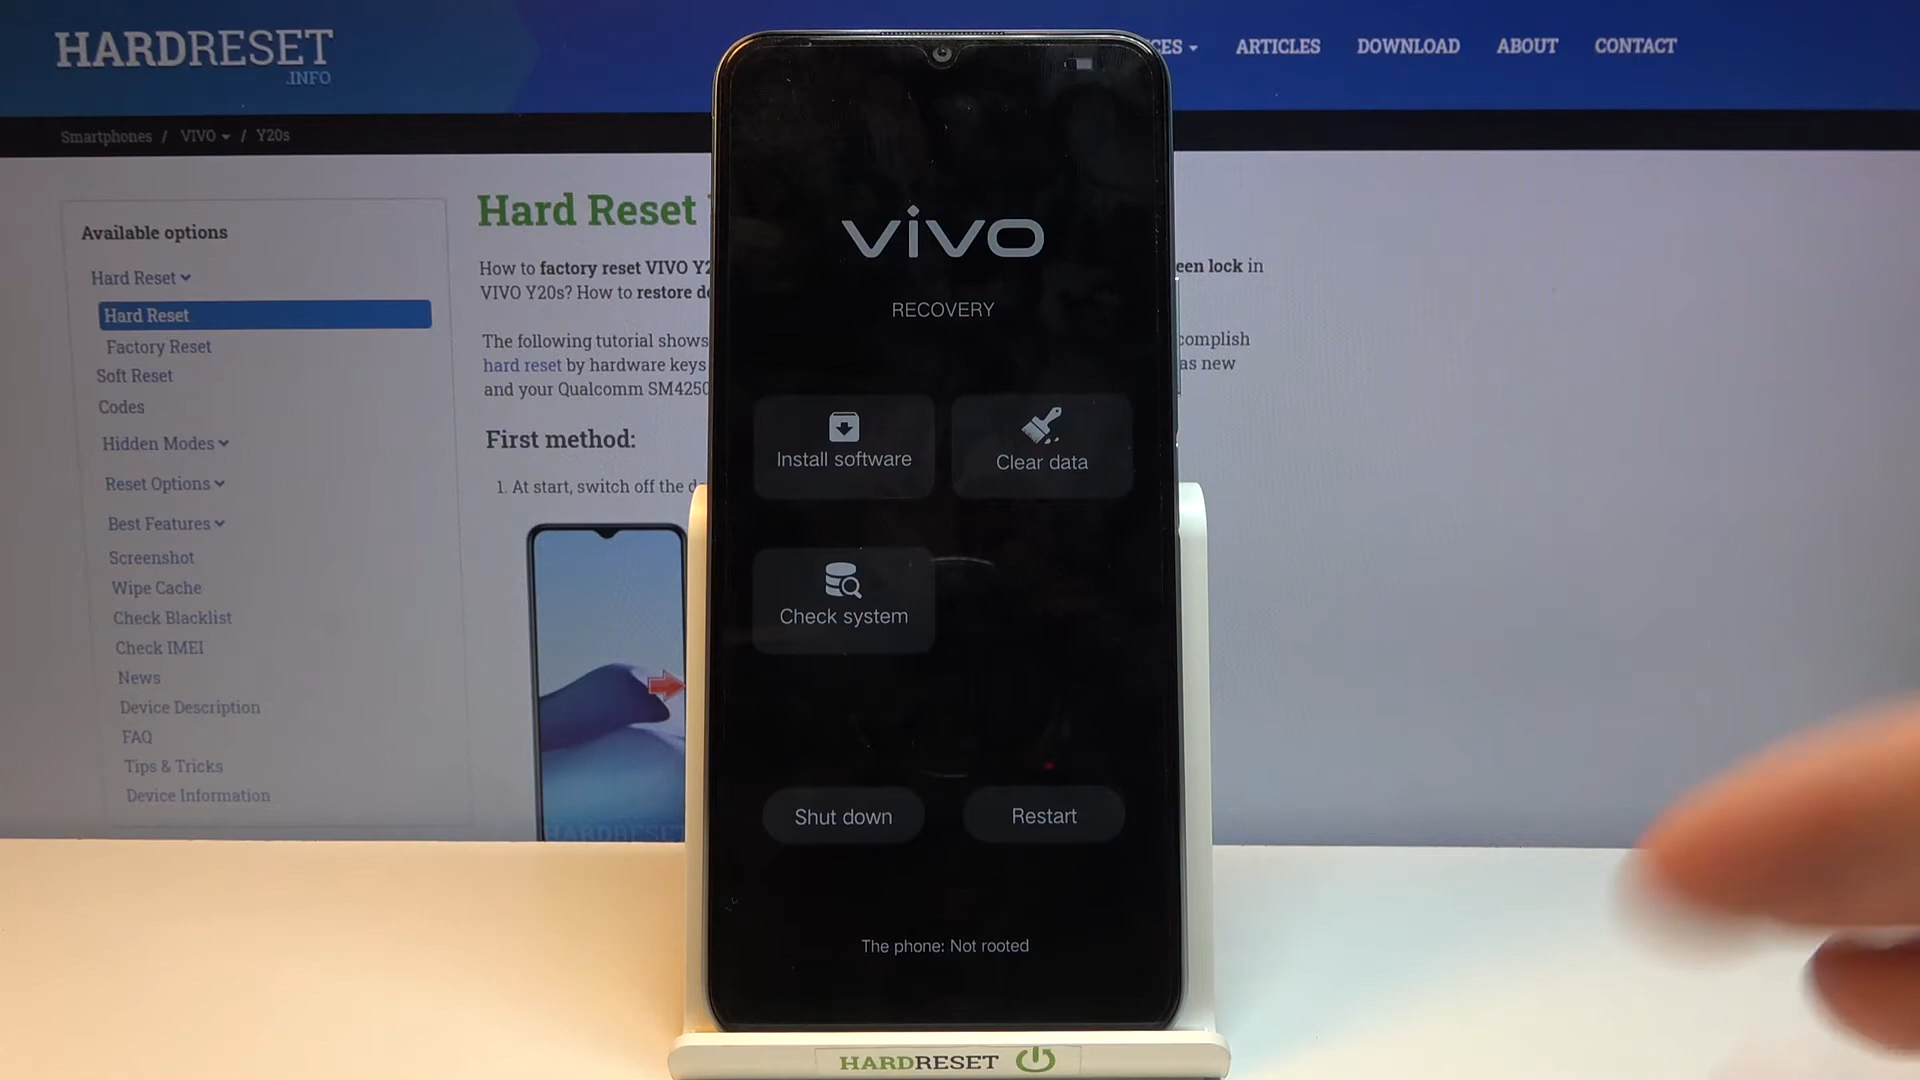 HARDRESET
.INFO
CES
ARTICLES
DOWNLOAD
ABOUT
CONTACT
Smartphones / VIVO / Y20s
Available options
Hard Reset
Hard Reset
Factory Reset
Soft Reset
Codes
Hidden Modes
Reset Options
Best Features
Screenshot
Wipe Cache
Check Blacklist
Check IMEI
News
Device Description
FAQ
Tips & Tricks
Device Information
Hard Reset
How to factory reset VIVO Y2
een lock in
VIVO Y20s? How to restore de
The following tutorial shows
complish
hard reset by hardware keys
as new
and your Qualcomm SM4250
First method:
1. At start, switch off the d
HARDRESET
vivo
RECOVERY
Install software
Clear data
Check system
Shut down
Restart
The phone: Not rooted
HARDRESET